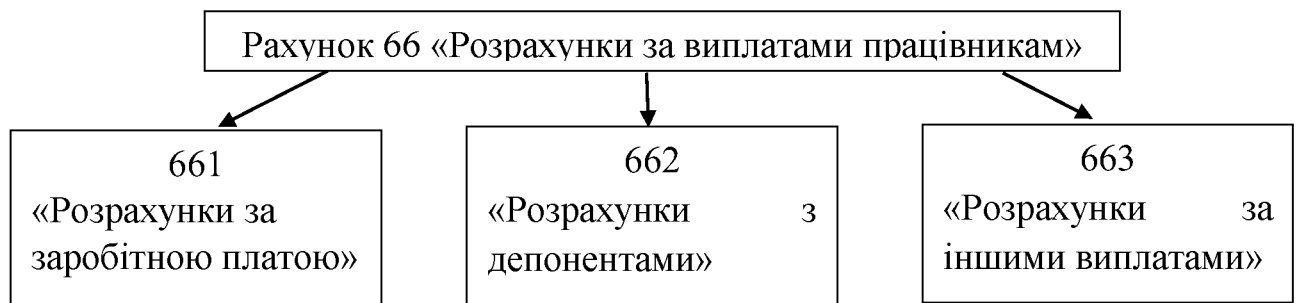 Рахунок 66 «Розрахунки за виплатами працівникам»
661
«Розрахунки за
заробітною платою»
662
«Розрахунки з
депонентами»
663
«Розрахунки за
іншими виплатами»